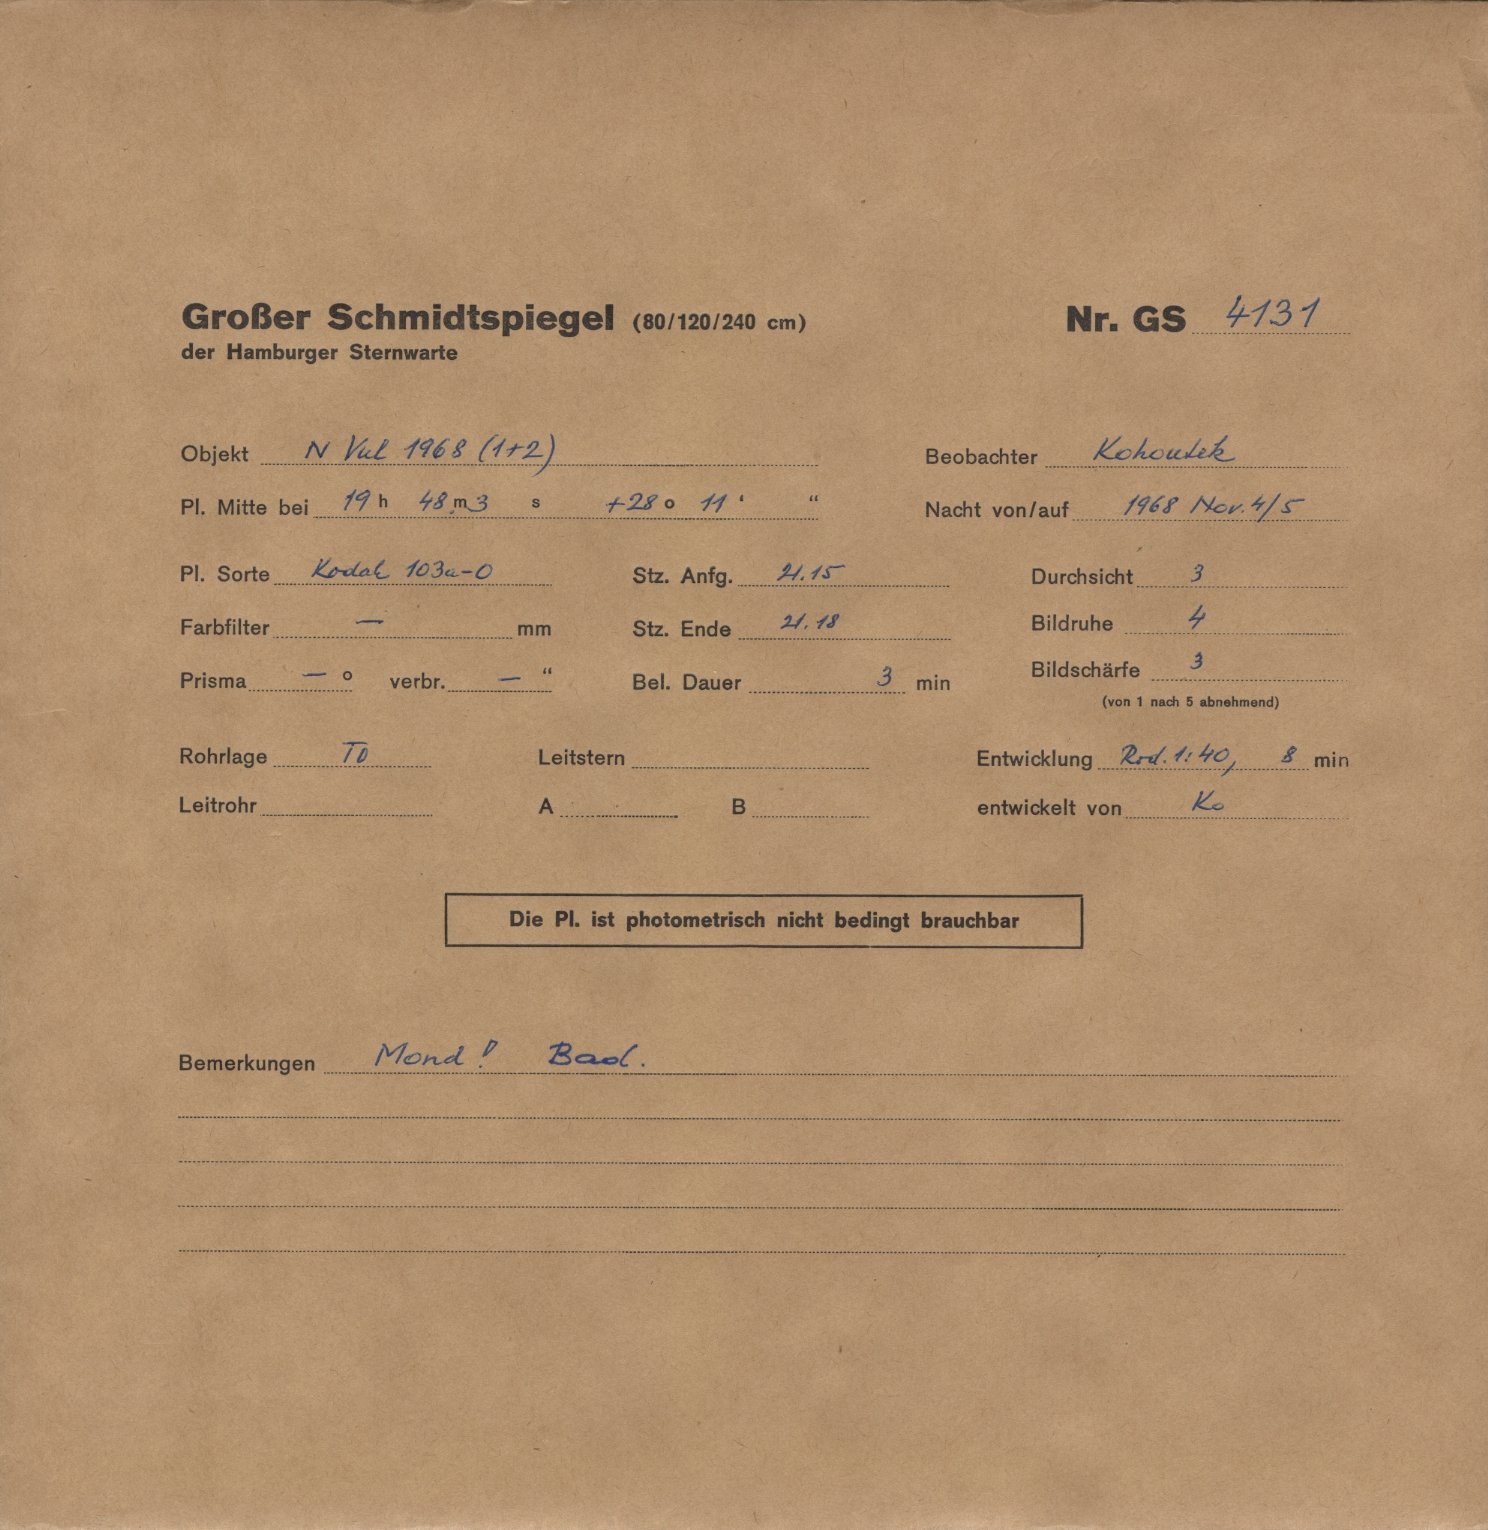 Großer Schmidtspiegel (80/120/240 cm) Nr. GS 4131
der Hamburger Sternwarte
Objekt N Vul 1968 (1+2) Beobachter Kohoutek
Pl. Mitte bei 19 h 48 m 3 s +28 o 11 ‘ “ Nacht von/auf 1968 Nov. 4/5
Pl. Sorte Kodak 103a-O Stz. Anfg. 21.15 Durchsicht 3
Farbfilter — mm Stz. Ende 21.18 Bildruhe 4
Prisma — o verbr. — “ Bel. Dauer 3 min Bildschärfe 3
(von 1 nach 5 abnehmend)
Rohrlage TO Leitstern Entwicklung Rod. 1:40, 8 min
Leitrohr A B entwickelt von Ko
Die Pl. ist photometrisch nicht bedingt brauchbar
Bemerkungen Mond! Bad.